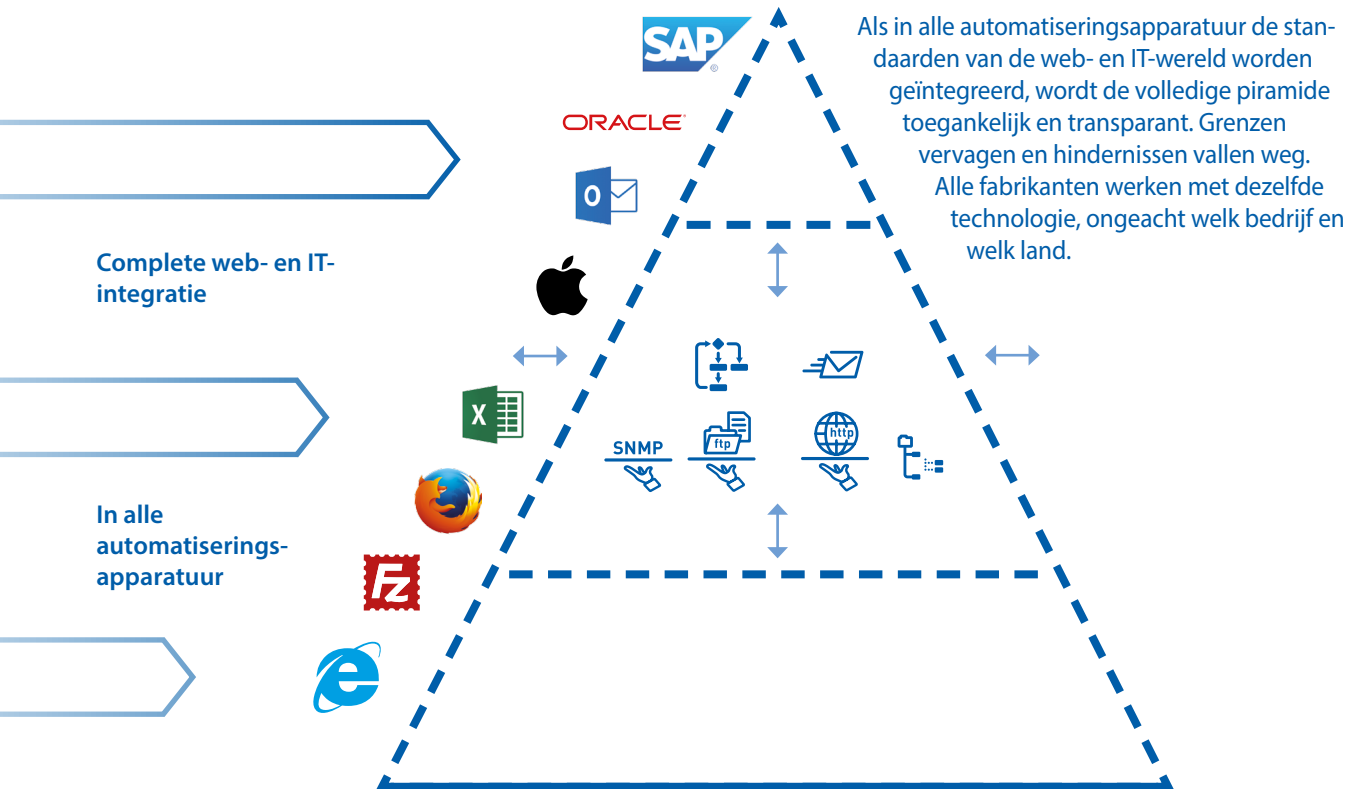 SAP
®
Als in alle automatiseringsapparatuur de stan-
daarden van de web- en IT-wereld worden
geïntegreerd, wordt de volledige piramide
toegankelijk en transparant. Grenzen
vervagen en hindernissen vallen weg.
Alle fabrikanten werken met dezelfde
technologie, ongeacht welk bedrijf en
welk land.
ORACLE
O
Complete web- en IT-
integratie
X
SNMP
ftp
http
In alle
automatiserings-
apparatuur
Fz
e